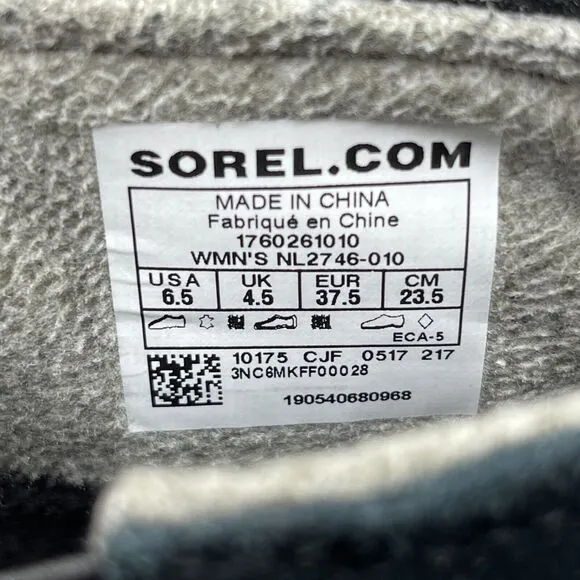 SOREL.COM
MADE IN CHINA
Fabriqué en Chine
1760261010
WMN'S NL2746-010
USA UK EUR CM
6.5 4.5 37.5 23.5
ECA-5
10175 CJF 0517 217
3NC6MKFF00028
190540680968